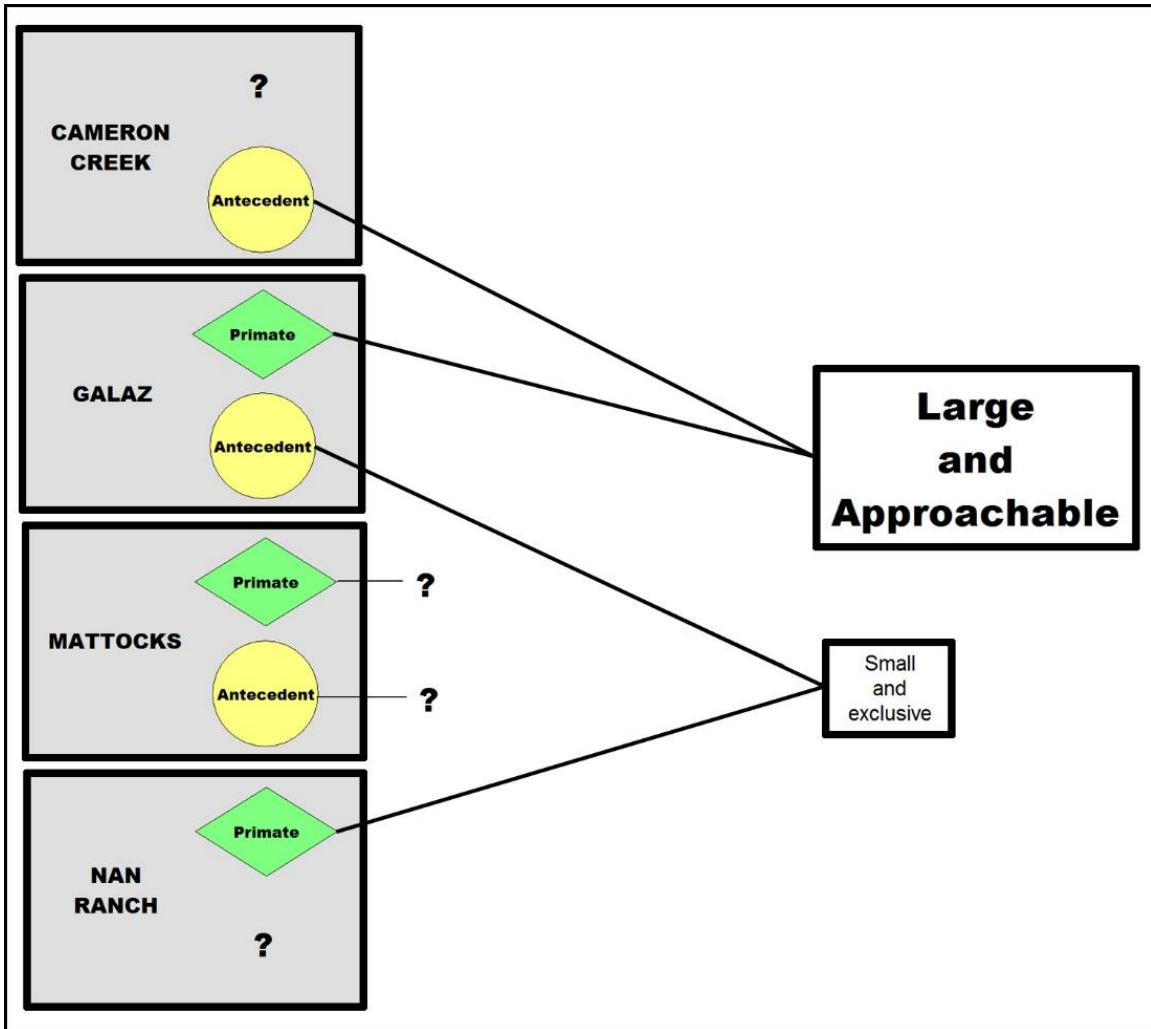 ?
CAMERON
CREEK
Antecedent
Primate
GALAZ
Antecedent
Primate
?
MATTOCKS
Antecedent
?
Primate
NAN
RANCH
?
Large
and
Approachable
Small
and
exclusive